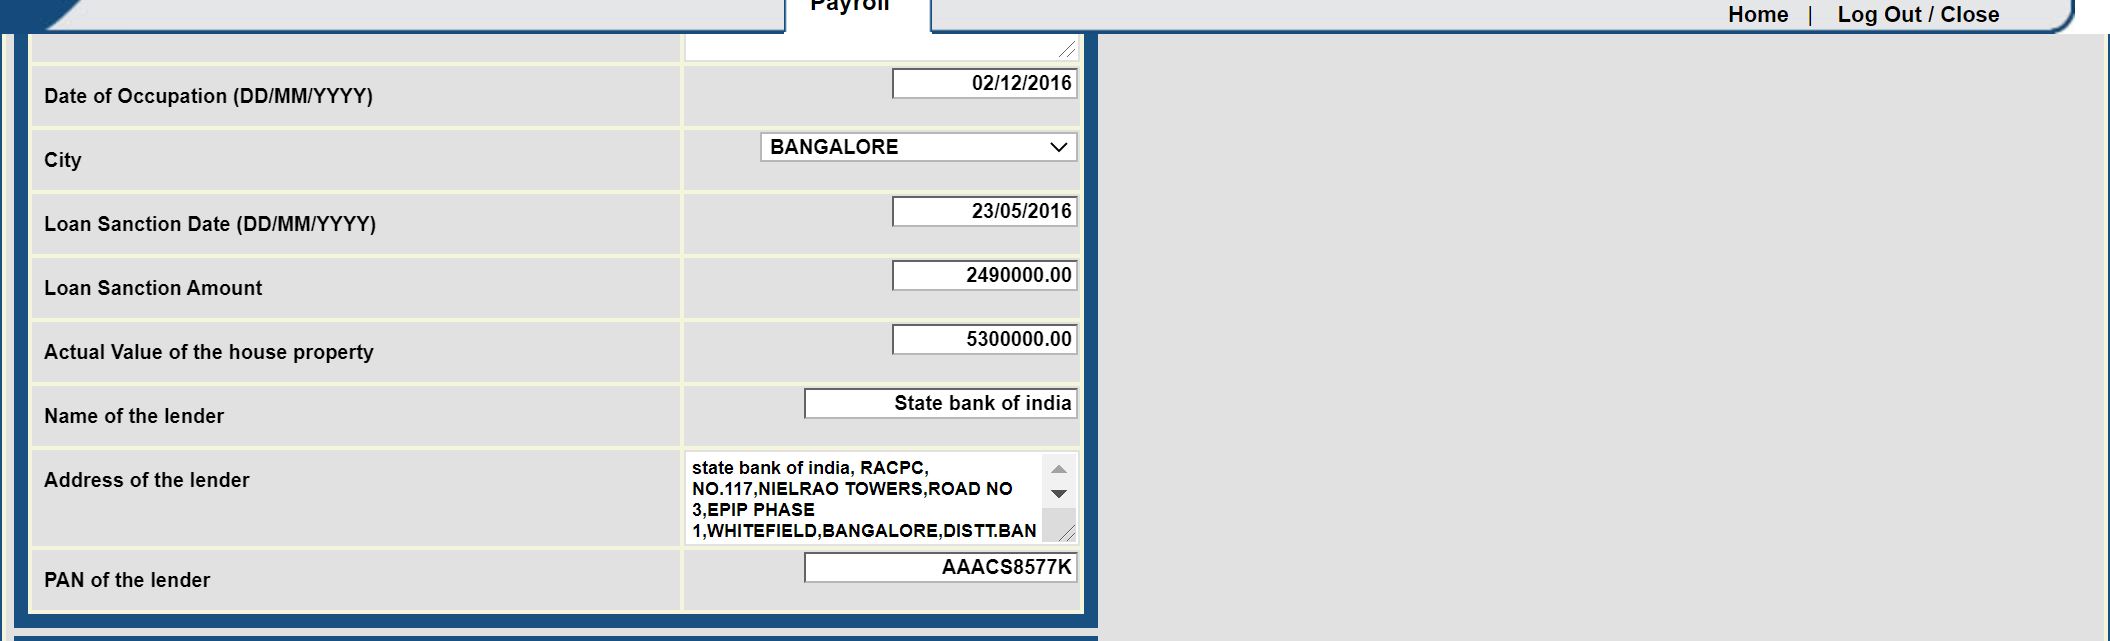 Payroll
Home | Log Out / Close
Date of Occupation (DD/MM/YYYY)
02/12/2016
City
BANGALORE
Loan Sanction Date (DD/MM/YYYY)
23/05/2016
Loan Sanction Amount
2490000.00
Actual Value of the house property
5300000.00
Name of the lender
State bank of india
Address of the lender
state bank of india, RACPC,
NO.117,NIELRAO TOWERS,ROAD NO
3,EPIP PHASE
1,WHITEFIELD,BANGALORE,DISTT.BAN
PAN of the lender
AAACS8577K